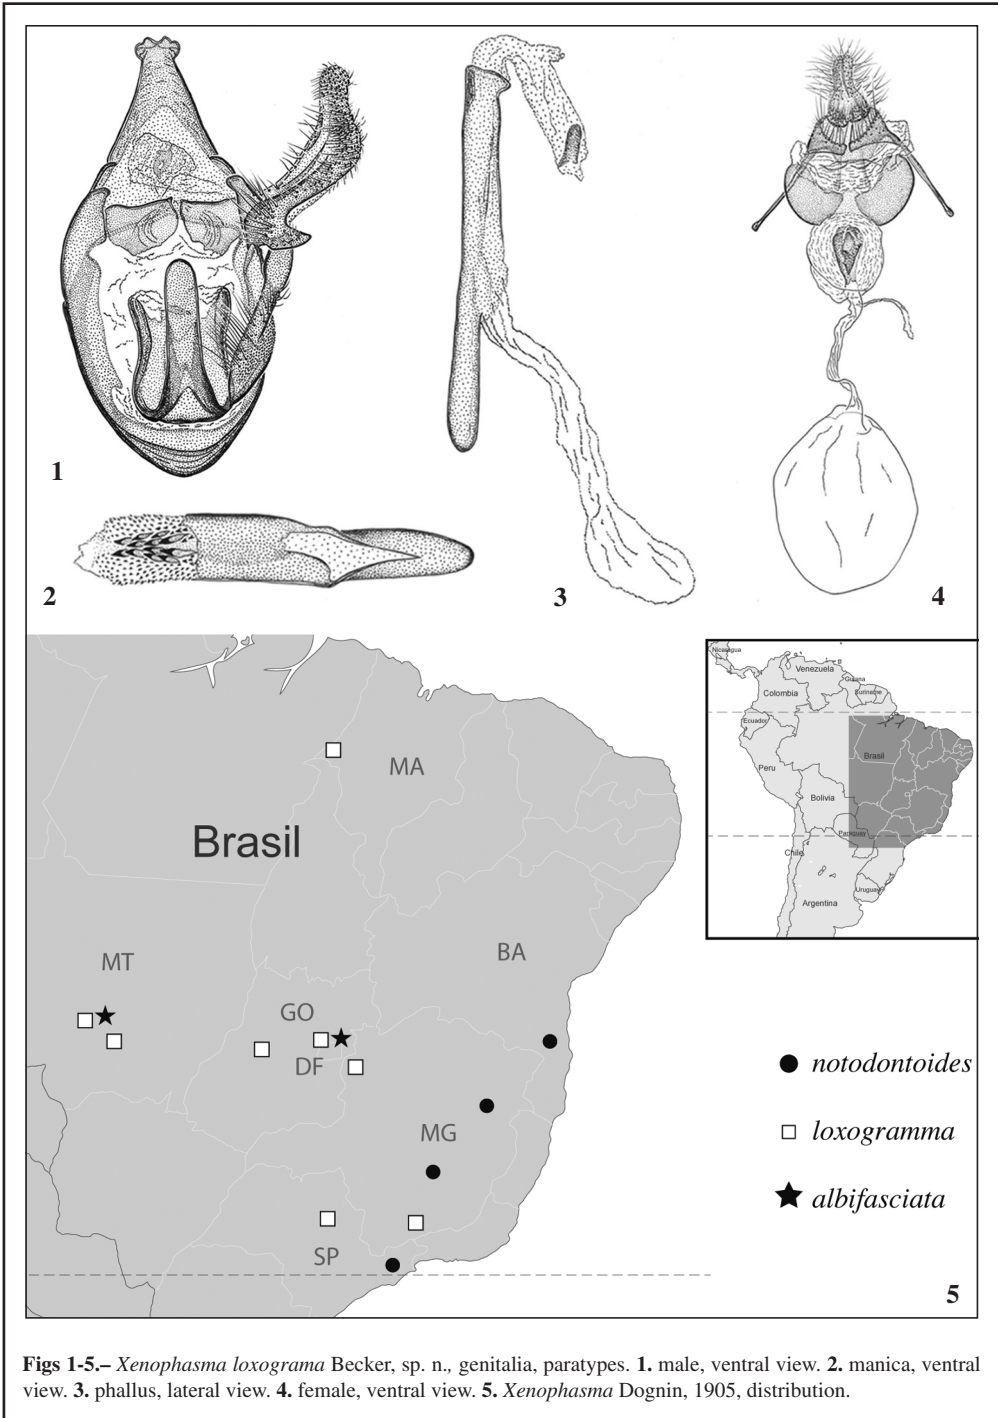 1
2
3
4
Brasil
MA
MT
BA
GO
DF
MG
SP
Nicaragua
Venezuela
Guiana
Suriname
Colombia
Ecuador
Brasil
Peru
Bolivia
Paraguay
Chile
Uruguay
Argentina
notodontoides
loxogramma
albifasciata
5
Figs 1-5.– Xenophasma loxograma Becker, sp. n., genitalia, paratypes. 1. male, ventral view. 2. manica, ventral
view. 3. phallus, lateral view. 4. female, ventral view. 5. Xenophasma Dognin, 1905, distribution.